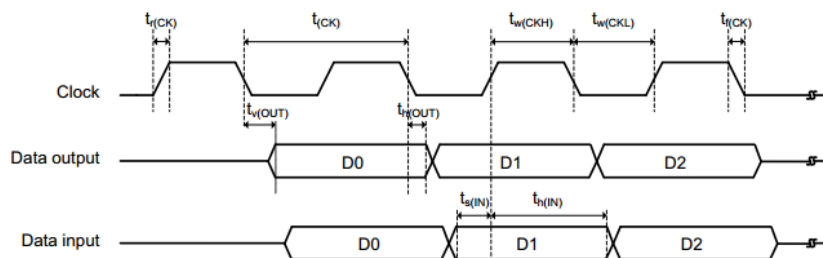 tr(CK) t(CK) tw(CKH) tw(CKL) tf(CK)
Clock
tv(OUT) th(OUT)
Data output D0 D1 D2
ts(IN) th(IN)
Data input D0 D1 D2